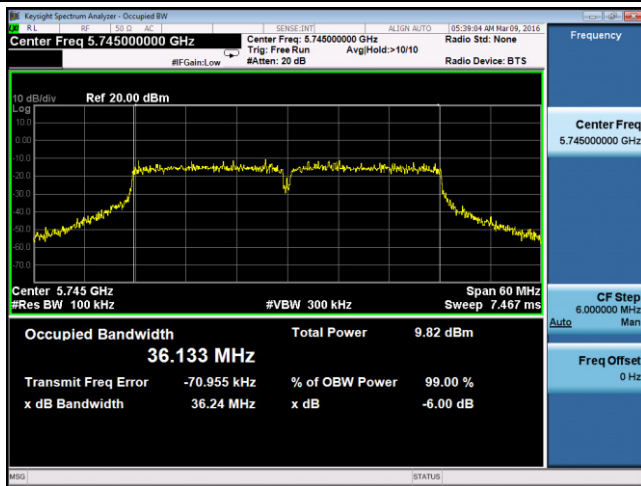 Keysight Spectrum Analyzer - Occupied BW
RL RF 50 Ω AC SENSE:INT ALIGN AUTO 05:39:04 AM Mar 09, 2016
Center Freq 5.745000000 GHz Center Freq: 5.745000000 GHz Radio Std: None Frequency
Trig: Free Run Avg|Hold:>10/10
#IFGain:Low #Atten: 20 dB Radio Device: BTS
10 dB/div Ref 20.00 dBm
Log
10.0
0.00
-10.0
-20.0
-30.0
-40.0
-50.0
-60.0
-70.0
Center Freq
5.745000000 GHz
Center 5.745 GHz Span 60 MHz
#Res BW 100 kHz #VBW 300 kHz Sweep 7.467 ms
CF Step
6.000000 MHz
Auto Man
Occupied Bandwidth Total Power 9.82 dBm
36.133 MHz
Transmit Freq Error -70.955 kHz % of OBW Power 99.00 %
x dB Bandwidth 36.24 MHz x dB -6.00 dB
Freq Offset
0 Hz
MSG STATUS